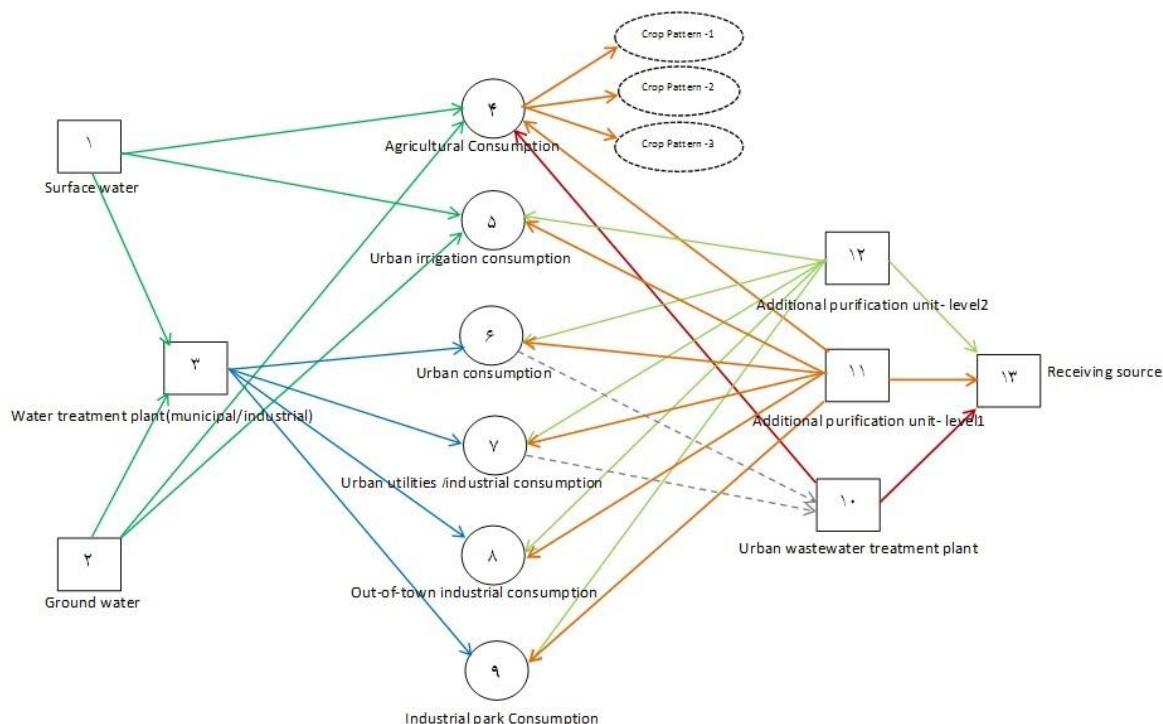 Crop Pattern -1
Crop Pattern -2
Crop Pattern -3
۴
Agricultural Consumption
۱
Surface water
۵
Urban irrigation consumption
۱۲
Additional purification unit- level2
۶
Urban consumption
۳
Water treatment plant(municipal/industrial)
۱۱
Additional purification unit- level1
۱۳
Receiving source
۷
Urban utilities /industrial consumption
۱۰
Urban wastewater treatment plant
۲
Ground water
۸
Out-of-town industrial consumption
۹
Industrial park Consumption